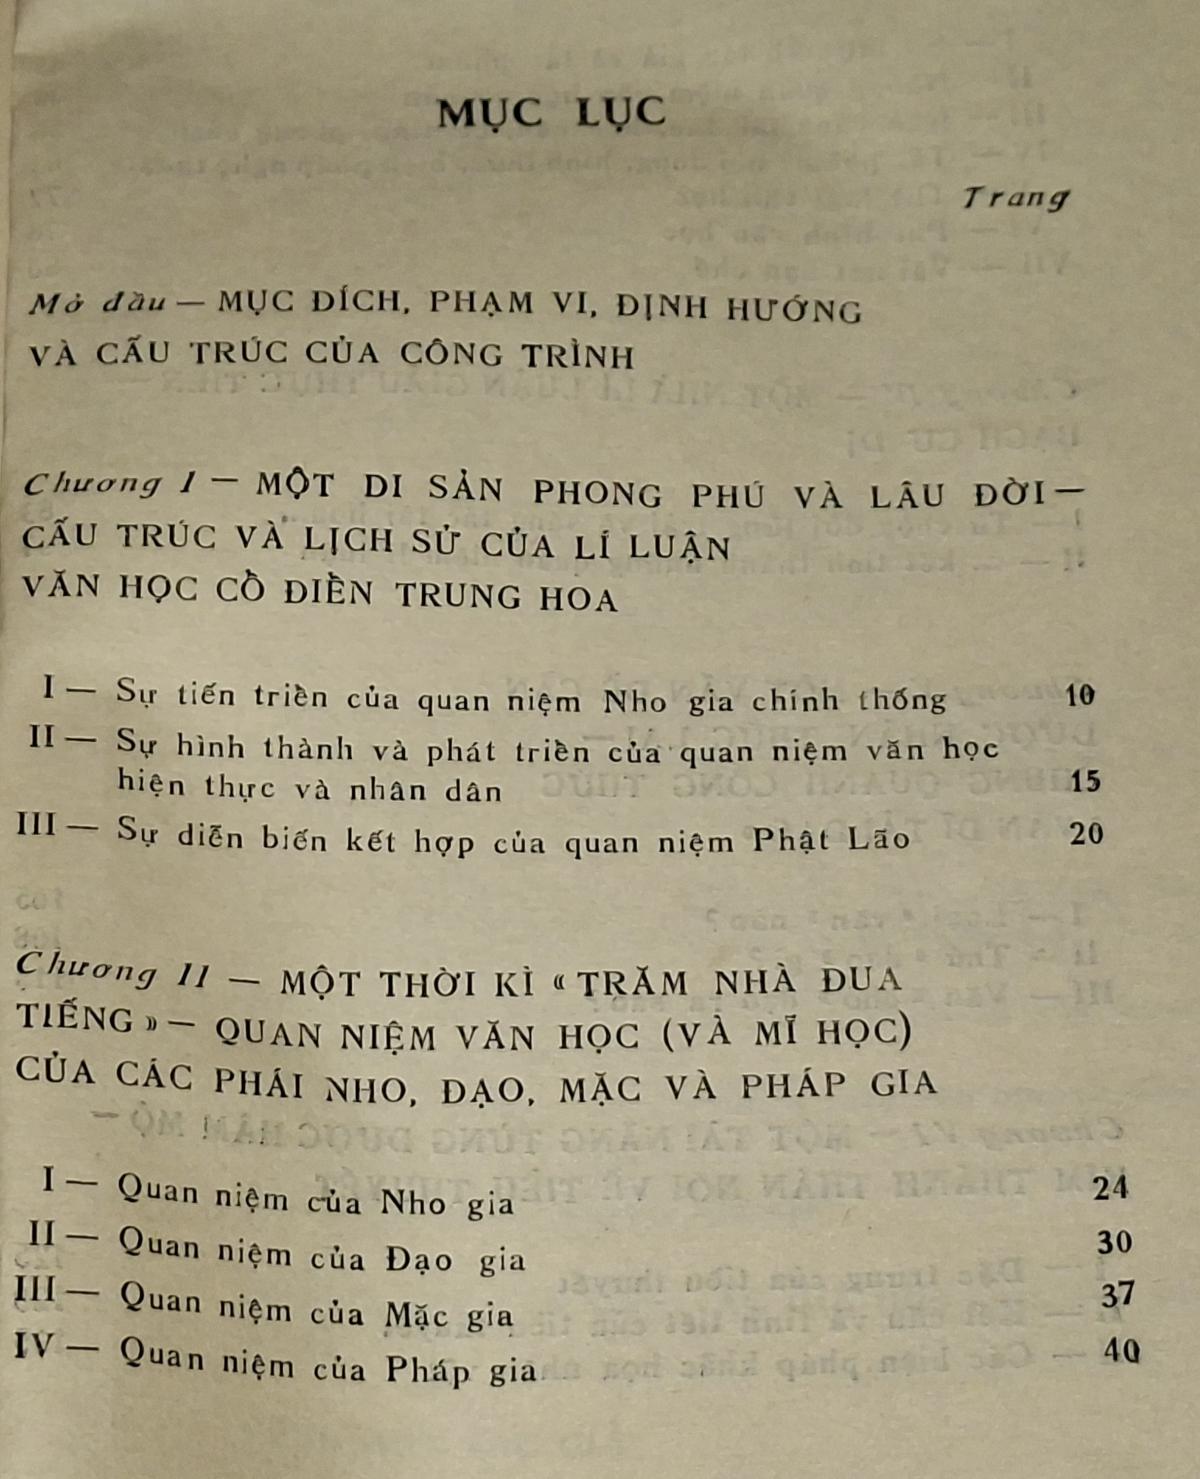 MỤC LỤC
Trang
Mở đầu — MỤC ĐÍCH, PHẠM VI, ĐỊNH HƯỚNG
VÀ CẤU TRÚC CỦA CÔNG TRÌNH
Chương I — MỘT DI SẢN PHONG PHÚ VÀ LÂU ĐỜI —
CẤU TRÚC VÀ LỊCH SỬ CỦA LÍ LUẬN
VĂN HỌC CỔ ĐIỂN TRUNG HOA
I — Sự tiến triển của quan niệm Nho gia chính thống 10
II — Sự hình thành và phát triển của quan niệm văn học
hiện thực và nhân dân 15
III — Sự diễn biến kết hợp của quan niệm Phật Lão 20
Chương II — MỘT THỜI KÌ « TRĂM NHÀ ĐUA
TIẾNG » — QUAN NIỆM VĂN HỌC (VÀ MĨ HỌC)
CỦA CÁC PHÁI NHO, ĐẠO, MẶC VÀ PHÁP GIA
I — Quan niệm của Nho gia 24
II — Quan niệm của Đạo gia 30
III — Quan niệm của Mặc gia 37
IV — Quan niệm của Pháp gia 40